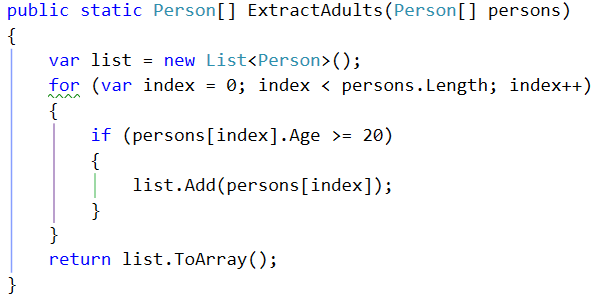 public static Person[] ExtractAdults(Person[] persons)
{
    var list = new List<Person>();
    for (var index = 0; index < persons.Length; index++)
    {
        if (persons[index].Age >= 20)
        {
            list.Add(persons[index]);
        }
    }
    return list.ToArray();
}